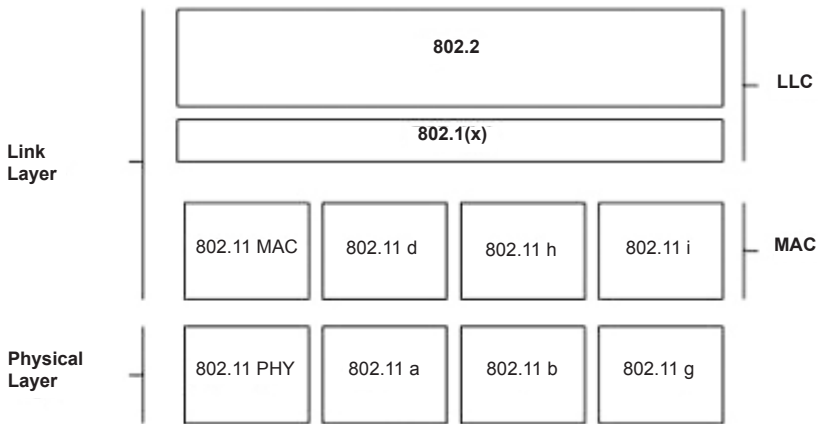 802.2
LLC
802.1(x)
Link
Layer
802.11 MAC
802.11 d
802.11 h
802.11 i
MAC
Physical
Layer
802.11 PHY
802.11 a
802.11 b
802.11 g